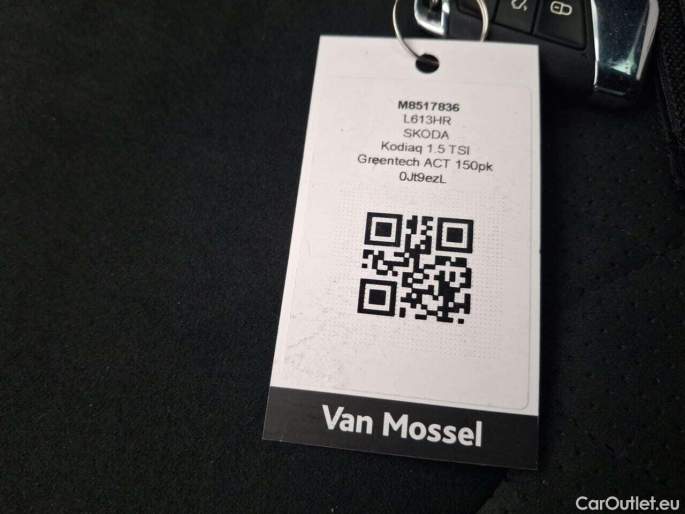 M8517836
L613HR
SKODA
Kodiaq 1.5 TSI
Greentech ACT 150pk
0Jt9ezL
Van Mossel
CarOutlet.eu